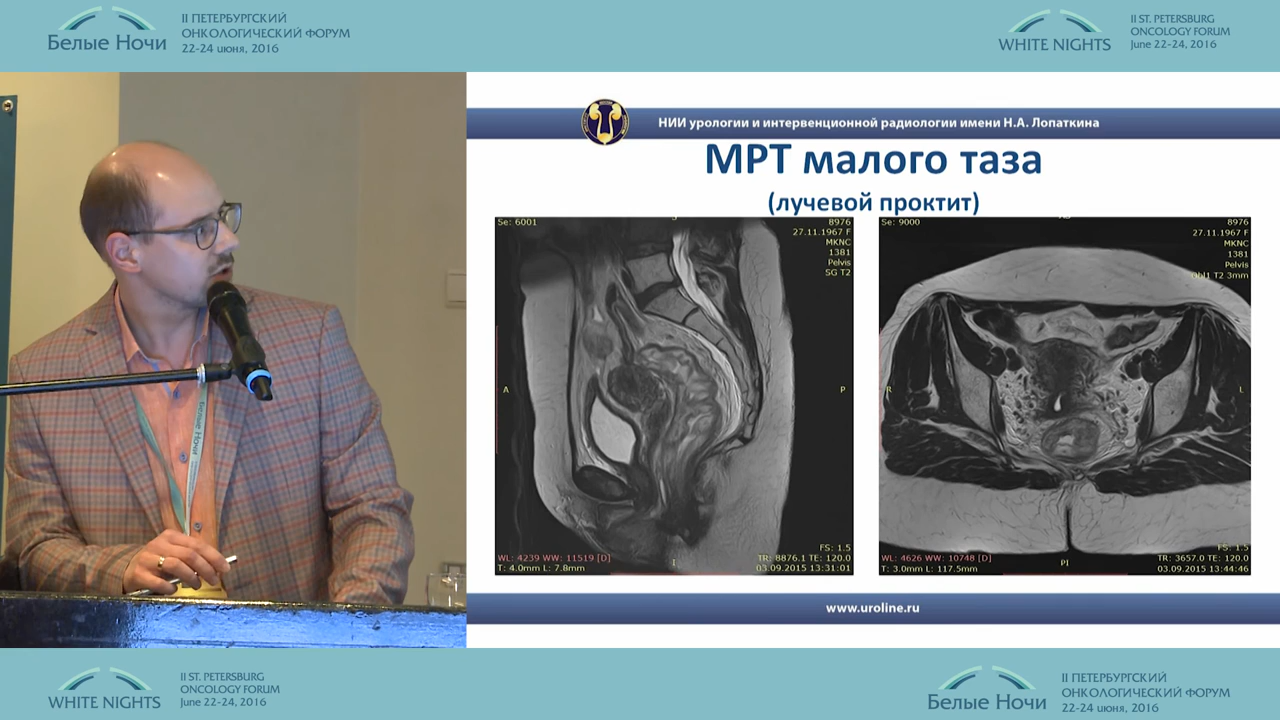 Белые Ночи
II ПЕТЕРБУРГСКИЙ
ОНКОЛОГИЧЕСКИЙ ФОРУМ
22-24 июня, 2016
WHITE NIGHTS
II ST. PETERSBURG
ONCOLOGY FORUM
June 22-24, 2016
НИИ урологии и интервенционной радиологии имени Н.А. Лопаткина
МРТ малого таза
(лучевой проктит)
Se: 6001
8976
27.11.1967 F
MKNC
1381
Pelvis
SG T2
A
P
FS: 1.5
WL: 4239 WW: 11519 [D]
TR: 8876.1 TE: 120.0
T: 4.0mm L: 7.8mm
I
03.09.2015 13:31:01
Se: 9000
8976
27.11.1967 F
MKNC
1381
Pelvis
Obl1 T2 3mm
R
L
FS: 1.5
WL: 4626 WW: 10748 [D]
TR: 3657.0 TE: 120.0
T: 3.0mm L: 117.5mm
PI
03.09.2015 13:44:46
www.uroline.ru
Белые Ночи
WHITE NIGHTS
II ST. PETERSBURG
ONCOLOGY FORUM
June 22-24, 2016
Белые Ночи
II ПЕТЕРБУРГСКИЙ
ОНКОЛОГИЧЕСКИЙ ФОРУМ
22-24 июня, 2016